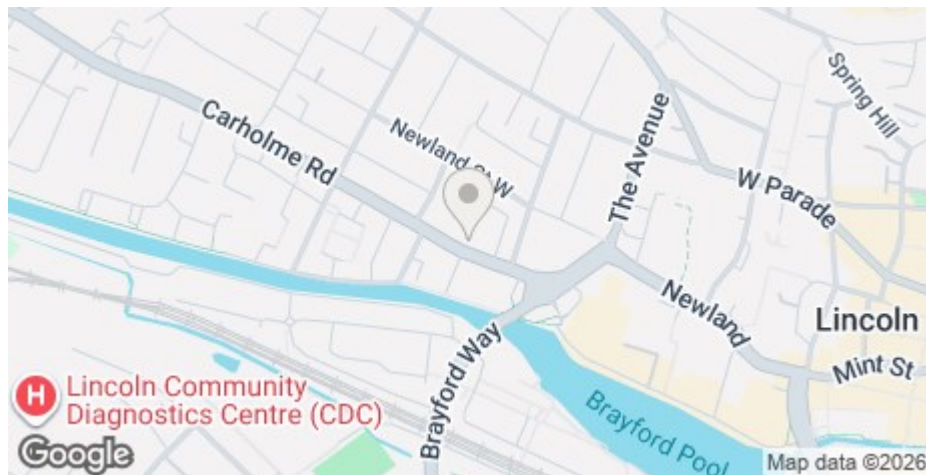 Spring Hill
Carholme Rd
Newland St W
The Avenue
W Parade
Newland
Lincoln
Mint St
Brayford Way
Brayford Pool
H Lincoln Community
Diagnostics Centre (CDC)
Google
Map data ©2026